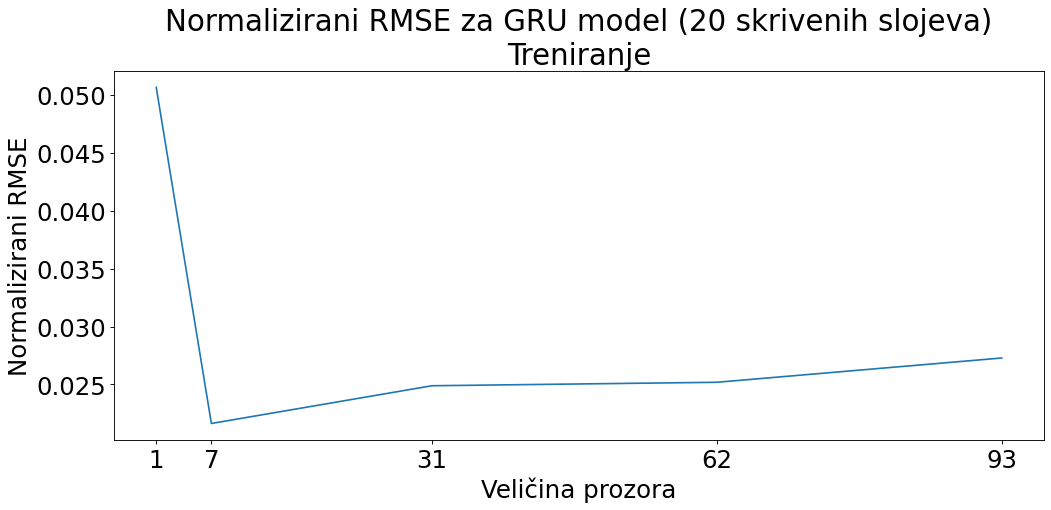 Normalizirani RMSE za GRU model (20 skrivenih slojeva)
Treniranje
Normalizirani RMSE
0.050
0.045
0.040
0.035
0.030
0.025
1 7 31 62 93
Veličina prozora